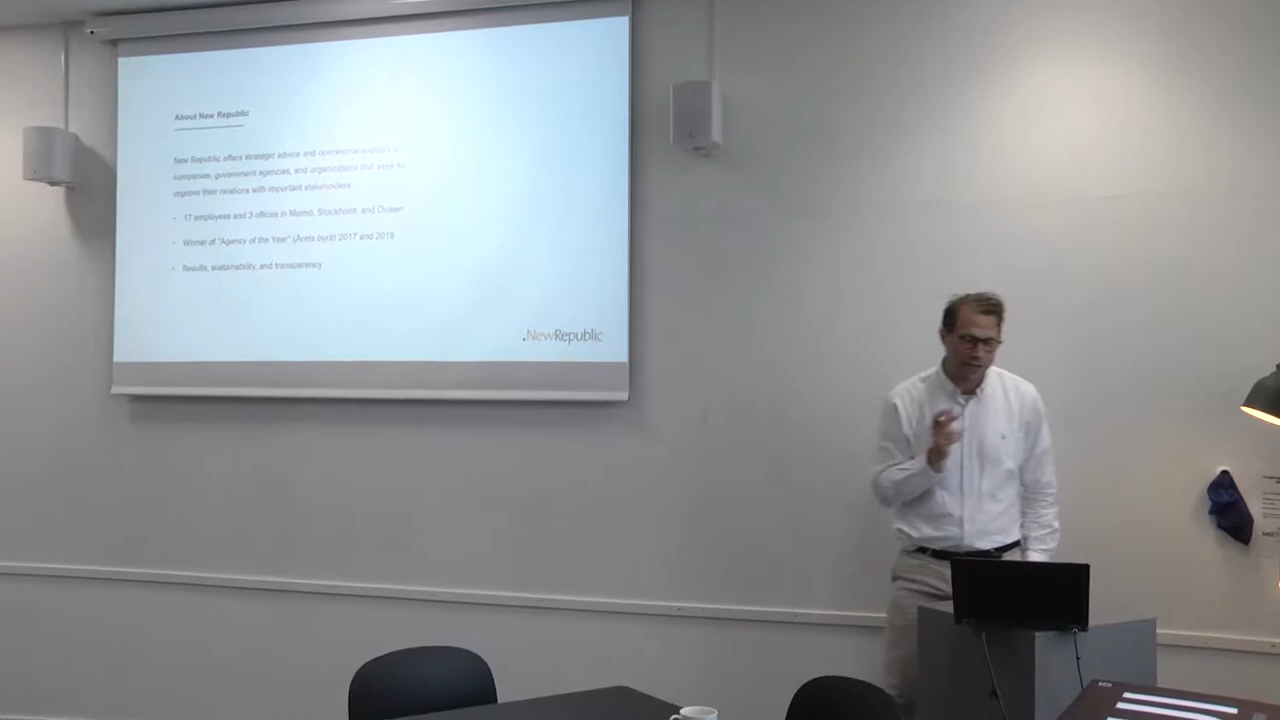 About New Republic
New Republic offers strategic advice and operational support to
companies, government agencies, and organizations that seek to
improve their relations with important stakeholders
• 17 employees and 3 offices in Malmö, Stockholm, and Oviken
• Winner of "Agency of the Year" (Årets byrå) 2017 and 2018
• Results, sustainability, and transparency
.NewRepublic